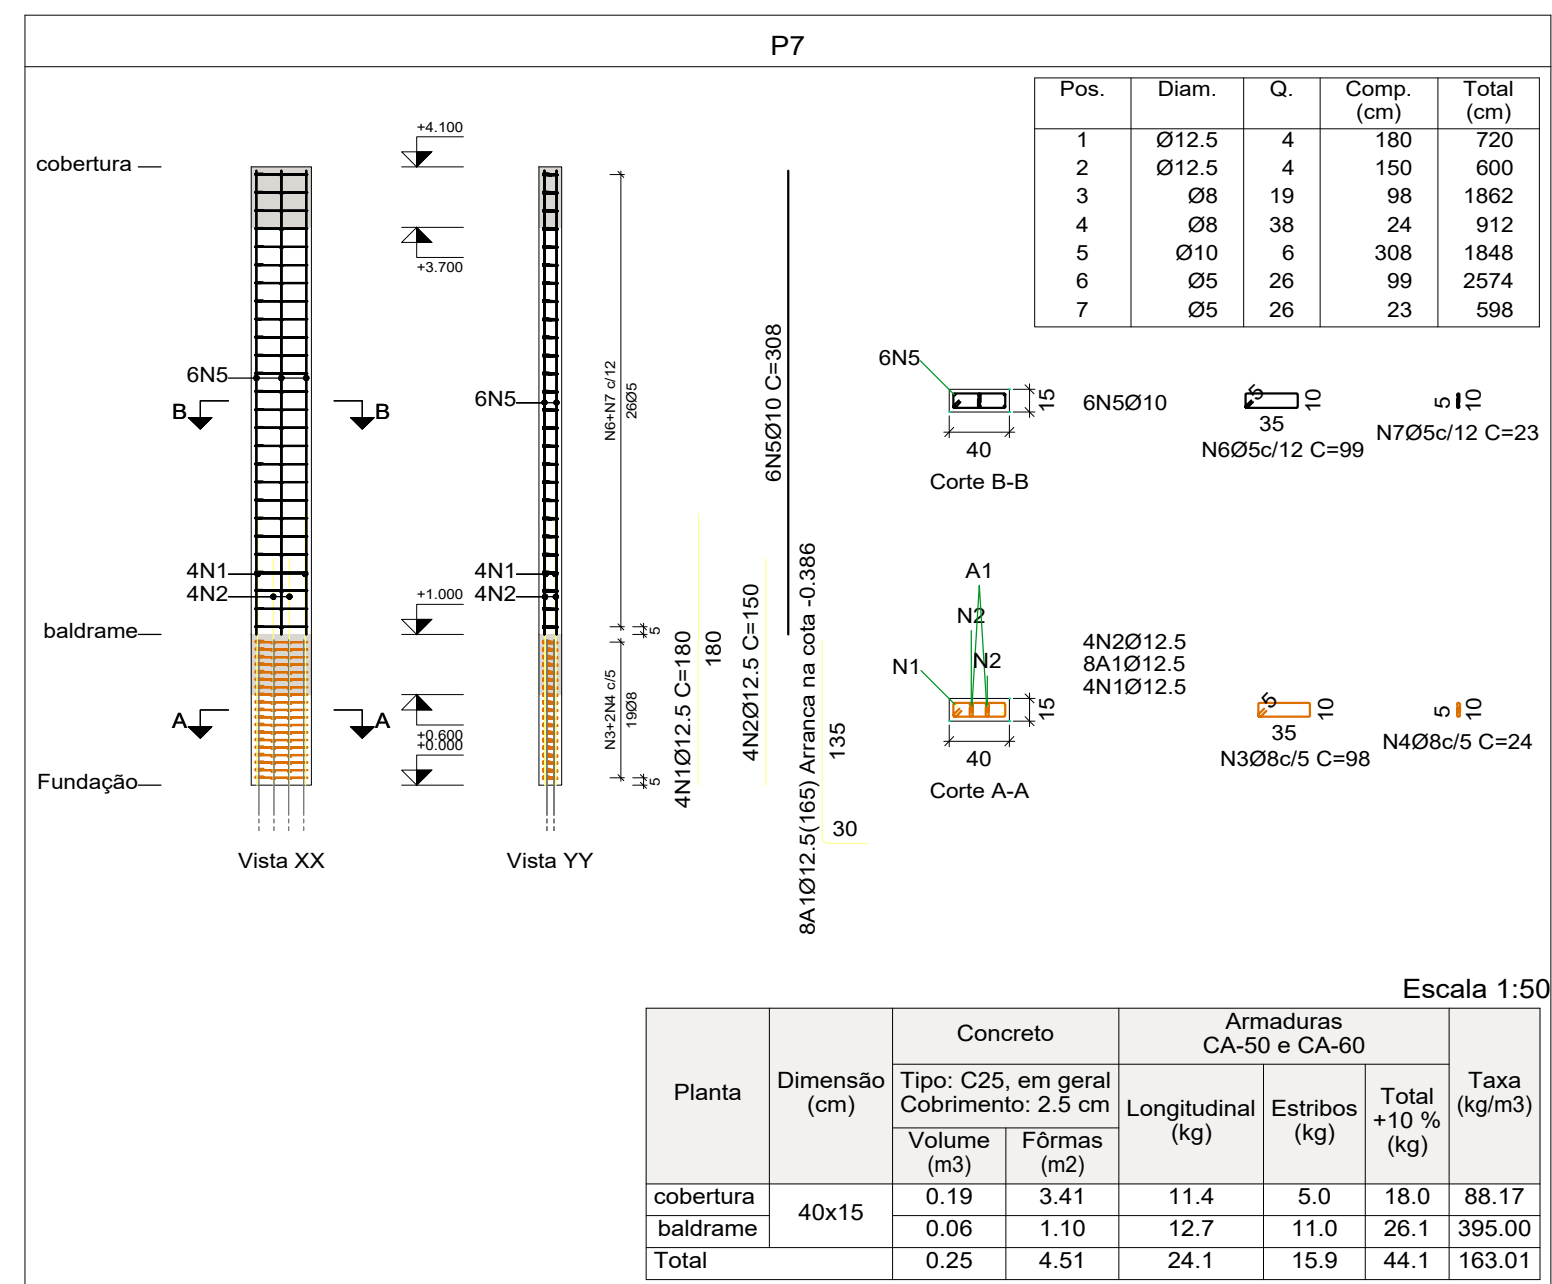 P7
Pos. Diam. Q. Comp. (cm) Total (cm)
1 Ø12.5 4 180 720
2 Ø12.5 4 150 600
3 Ø8 19 98 1862
4 Ø8 38 24 912
5 Ø10 6 308 1848
6 Ø5 26 99 2574
7 Ø5 26 23 598
cobertura
+4.100
+3.700
6N5
B
B
4N1
4N2
+1.000
baldrame
A
A
+0.600
+0.000
Fundação
Vista XX
6N5
4N1
4N2
Vista YY
N6+N7 c/12
26Ø5
5
N3+2N4 c/5
19Ø8
5
4N1Ø12.5 C=180
180
4N2Ø12.5 C=150
6N5Ø10 C=308
8A1Ø12.5(165) Arranca na cota -0.386
135
30
6N5
15
40
Corte B-B
6N5Ø10
5
10
35
N6Ø5c/12 C=99
5
10
N7Ø5c/12 C=23
A1
N2
N1
N2
15
40
Corte A-A
4N2Ø12.5
8A1Ø12.5
4N1Ø12.5
5
10
35
N3Ø8c/5 C=98
5
10
N4Ø8c/5 C=24
Escala 1:50
Planta
Dimensão
(cm)
Concreto
Tipo: C25, em geral
Cobrimento: 2.5 cm
Volume
(m3)
Fôrmas
(m2)
Armaduras
CA-50 e CA-60
Longitudinal
(kg)
Estribos
(kg)
Total
+10 %
(kg)
Taxa
(kg/m3)
cobertura 40x15 0.19 3.41 11.4 5.0 18.0 88.17
baldrame 0.06 1.10 12.7 11.0 26.1 395.00
Total 0.25 4.51 24.1 15.9 44.1 163.01